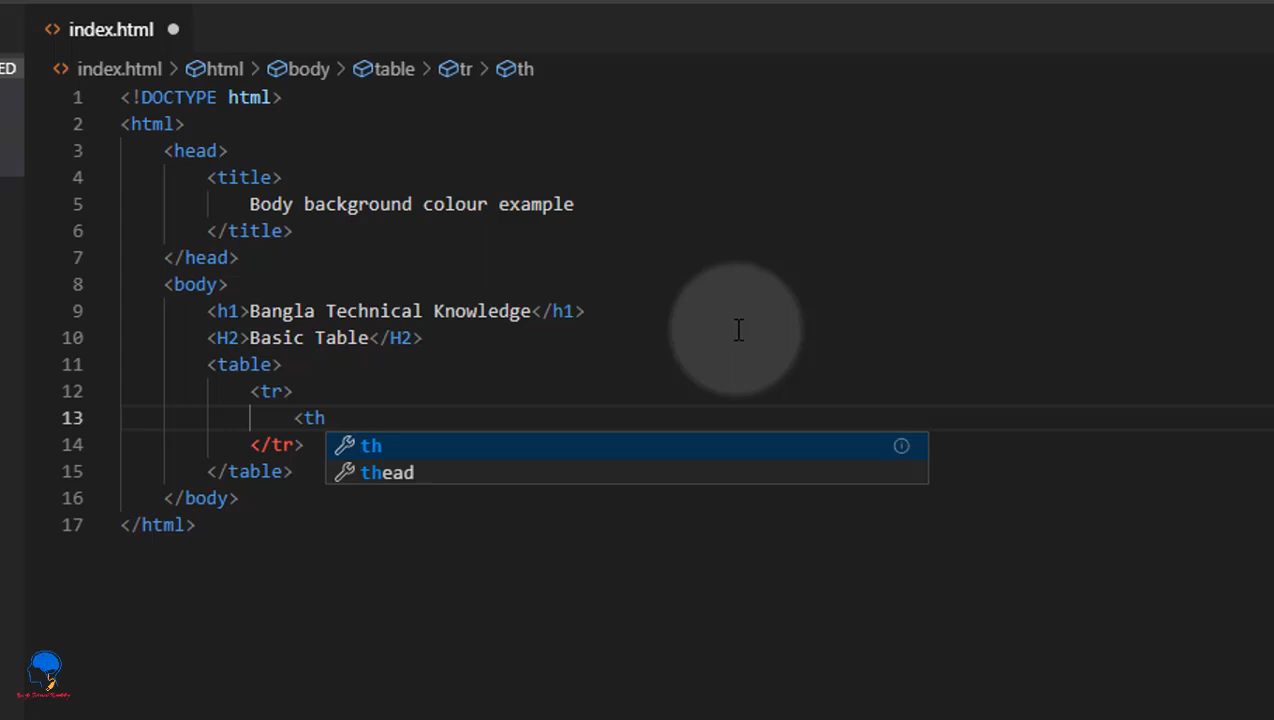 index.html
ED
index.html > html > body > table > tr > th
1 <!DOCTYPE html>
2 <html>
3 <head>
4 <title>
5 Body background colour example
6 </title>
7 </head>
8 <body>
9 <h1>Bangla Technical Knowledge</h1>
10 <H2>Basic Table</H2>
11 <table>
12 <tr>
13 <th
th
14 </tr>
thead
15 </table>
16 </body>
17 </html>